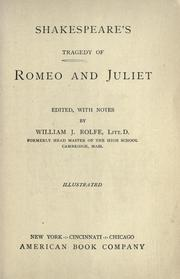 SHAKESPEARE'S
TRAGEDY OF
ROMEO AND JULIET
EDITED, WITH NOTES
BY
WILLIAM J. ROLFE, LITT. D.
FORMERLY HEAD MASTER OF THE HIGH SCHOOL
CAMBRIDGE, MASS.
ILLUSTRATED
NEW YORK · CINCINNATI · CHICAGO
AMERICAN BOOK COMPANY